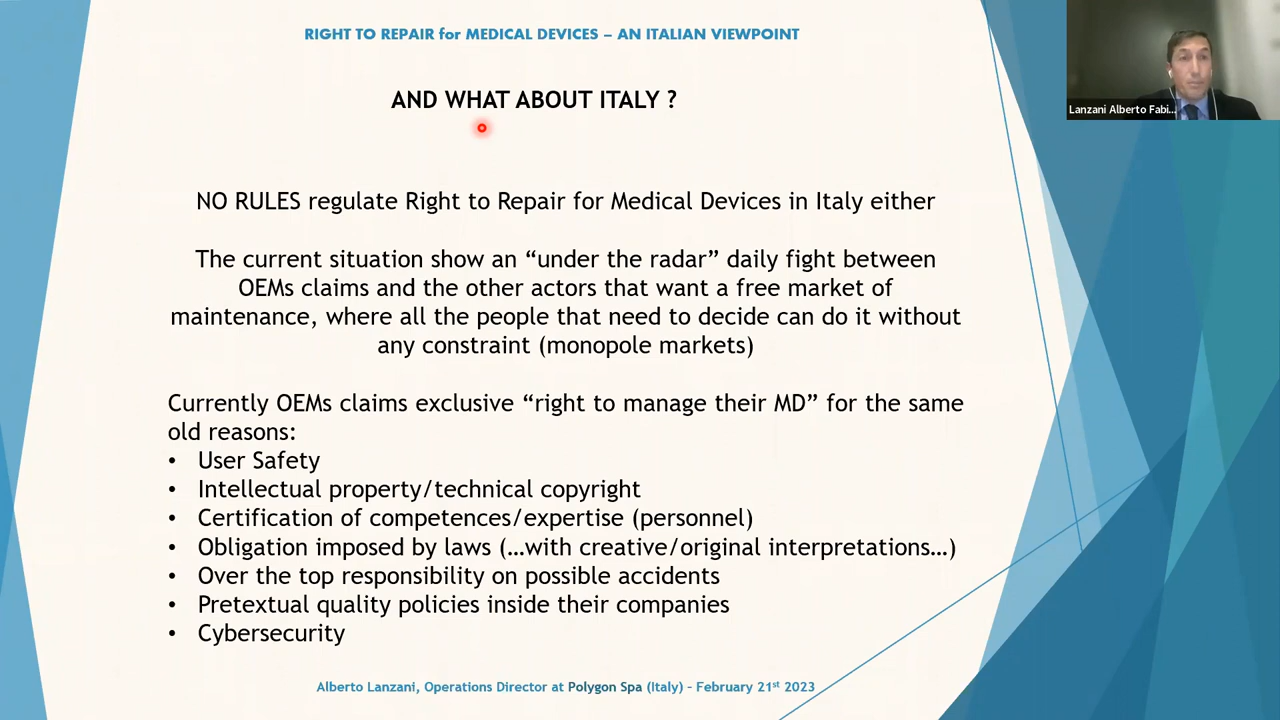 RIGHT TO REPAIR for MEDICAL DEVICES – AN ITALIAN VIEWPOINT
Lanzani Alberto Fabi...
AND WHAT ABOUT ITALY ?
NO RULES regulate Right to Repair for Medical Devices in Italy either
The current situation show an “under the radar” daily fight between
OEMs claims and the other actors that want a free market of
maintenance, where all the people that need to decide can do it without
any constraint (monopole markets)
Currently OEMs claims exclusive “right to manage their MD” for the same
old reasons:
• User Safety
• Intellectual property/technical copyright
• Certification of competences/expertise (personnel)
• Obligation imposed by laws (…with creative/original interpretations…)
• Over the top responsibility on possible accidents
• Pretextual quality policies inside their companies
• Cybersecurity
Alberto Lanzani, Operations Director at Polygon Spa (Italy) - February 21st 2023